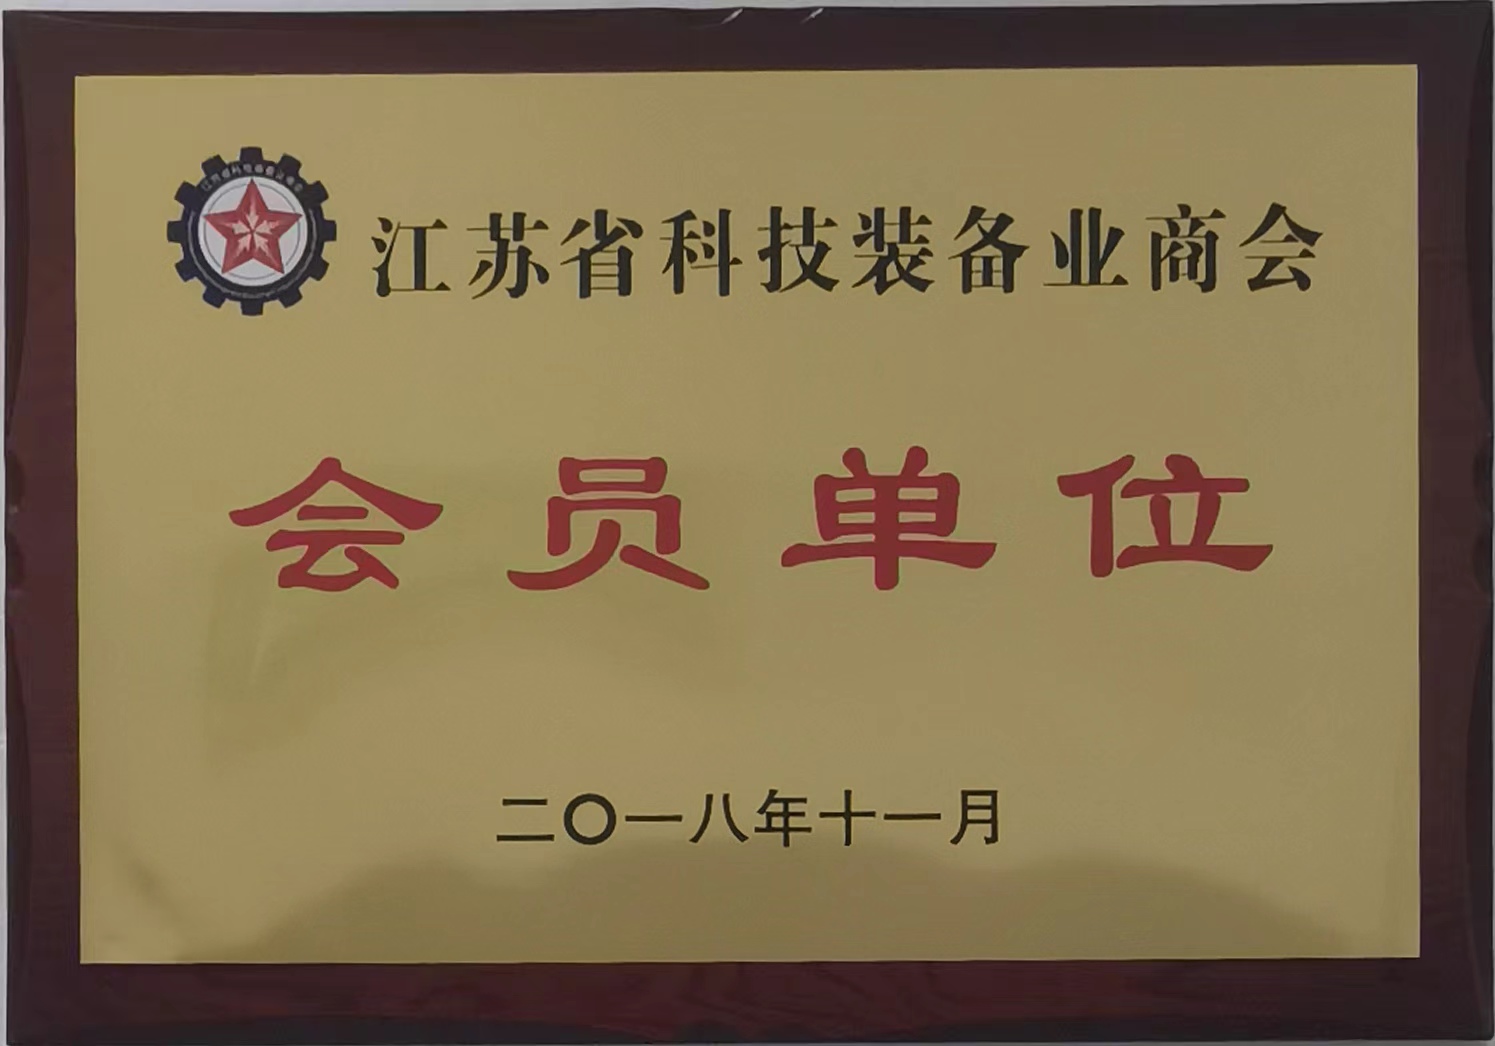 江苏省科技装备业商会
会员单位
二〇一八年十一月